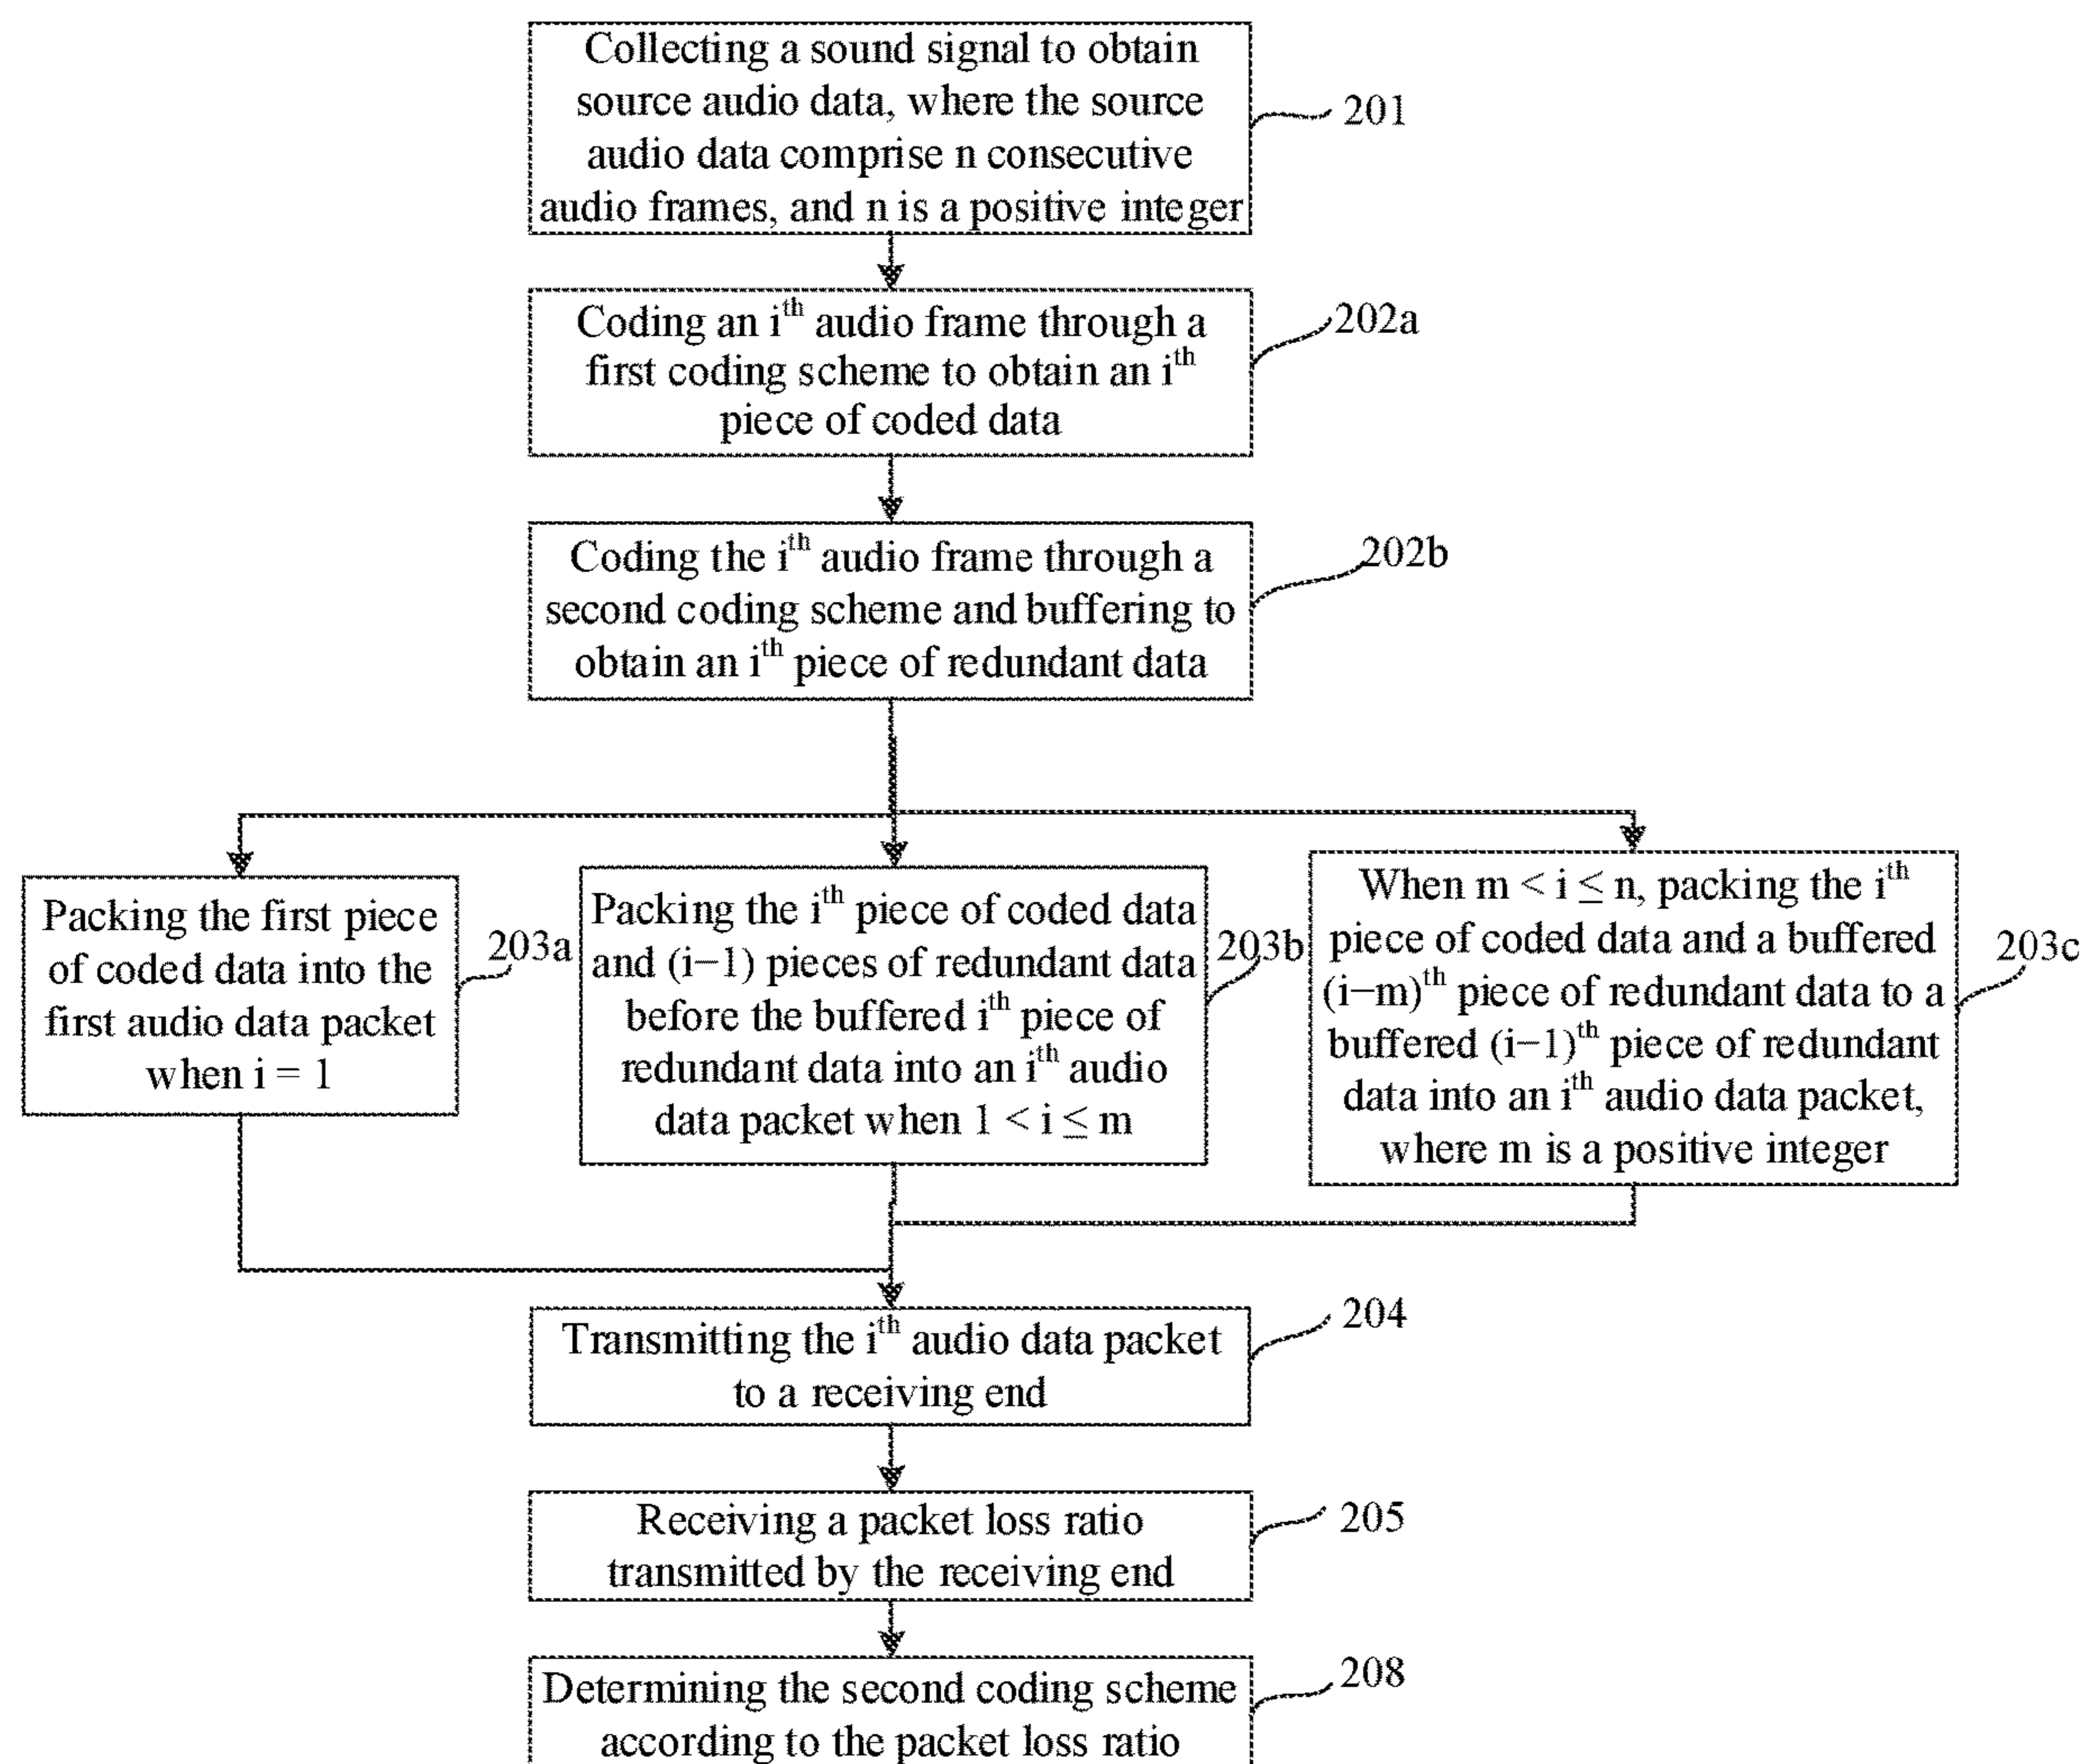 Collecting a sound signal to obtain
source audio data, where the source
audio data comprise n consecutive
audio frames, and n is a positive integer
201
Coding an ith audio frame through a
first coding scheme to obtain an ith
piece of coded data
202a
Coding the ith audio frame through a
second coding scheme and buffering to
obtain an ith piece of redundant data
202b
Packing the first piece
of coded data into the
first audio data packet
when i = 1
203a
Packing the ith piece of coded data
and (i−1) pieces of redundant data
before the buffered ith piece of
redundant data into an ith audio
data packet when 1 < i ≤ m
203b
When m < i ≤ n, packing the ith
piece of coded data and a buffered
(i−m)th piece of redundant data to a
buffered (i−1)th piece of redundant
data into an ith audio data packet,
where m is a positive integer
203c
Transmitting the ith audio data packet
to a receiving end
204
Receiving a packet loss ratio
transmitted by the receiving end
205
Determining the second coding scheme
according to the packet loss ratio
208